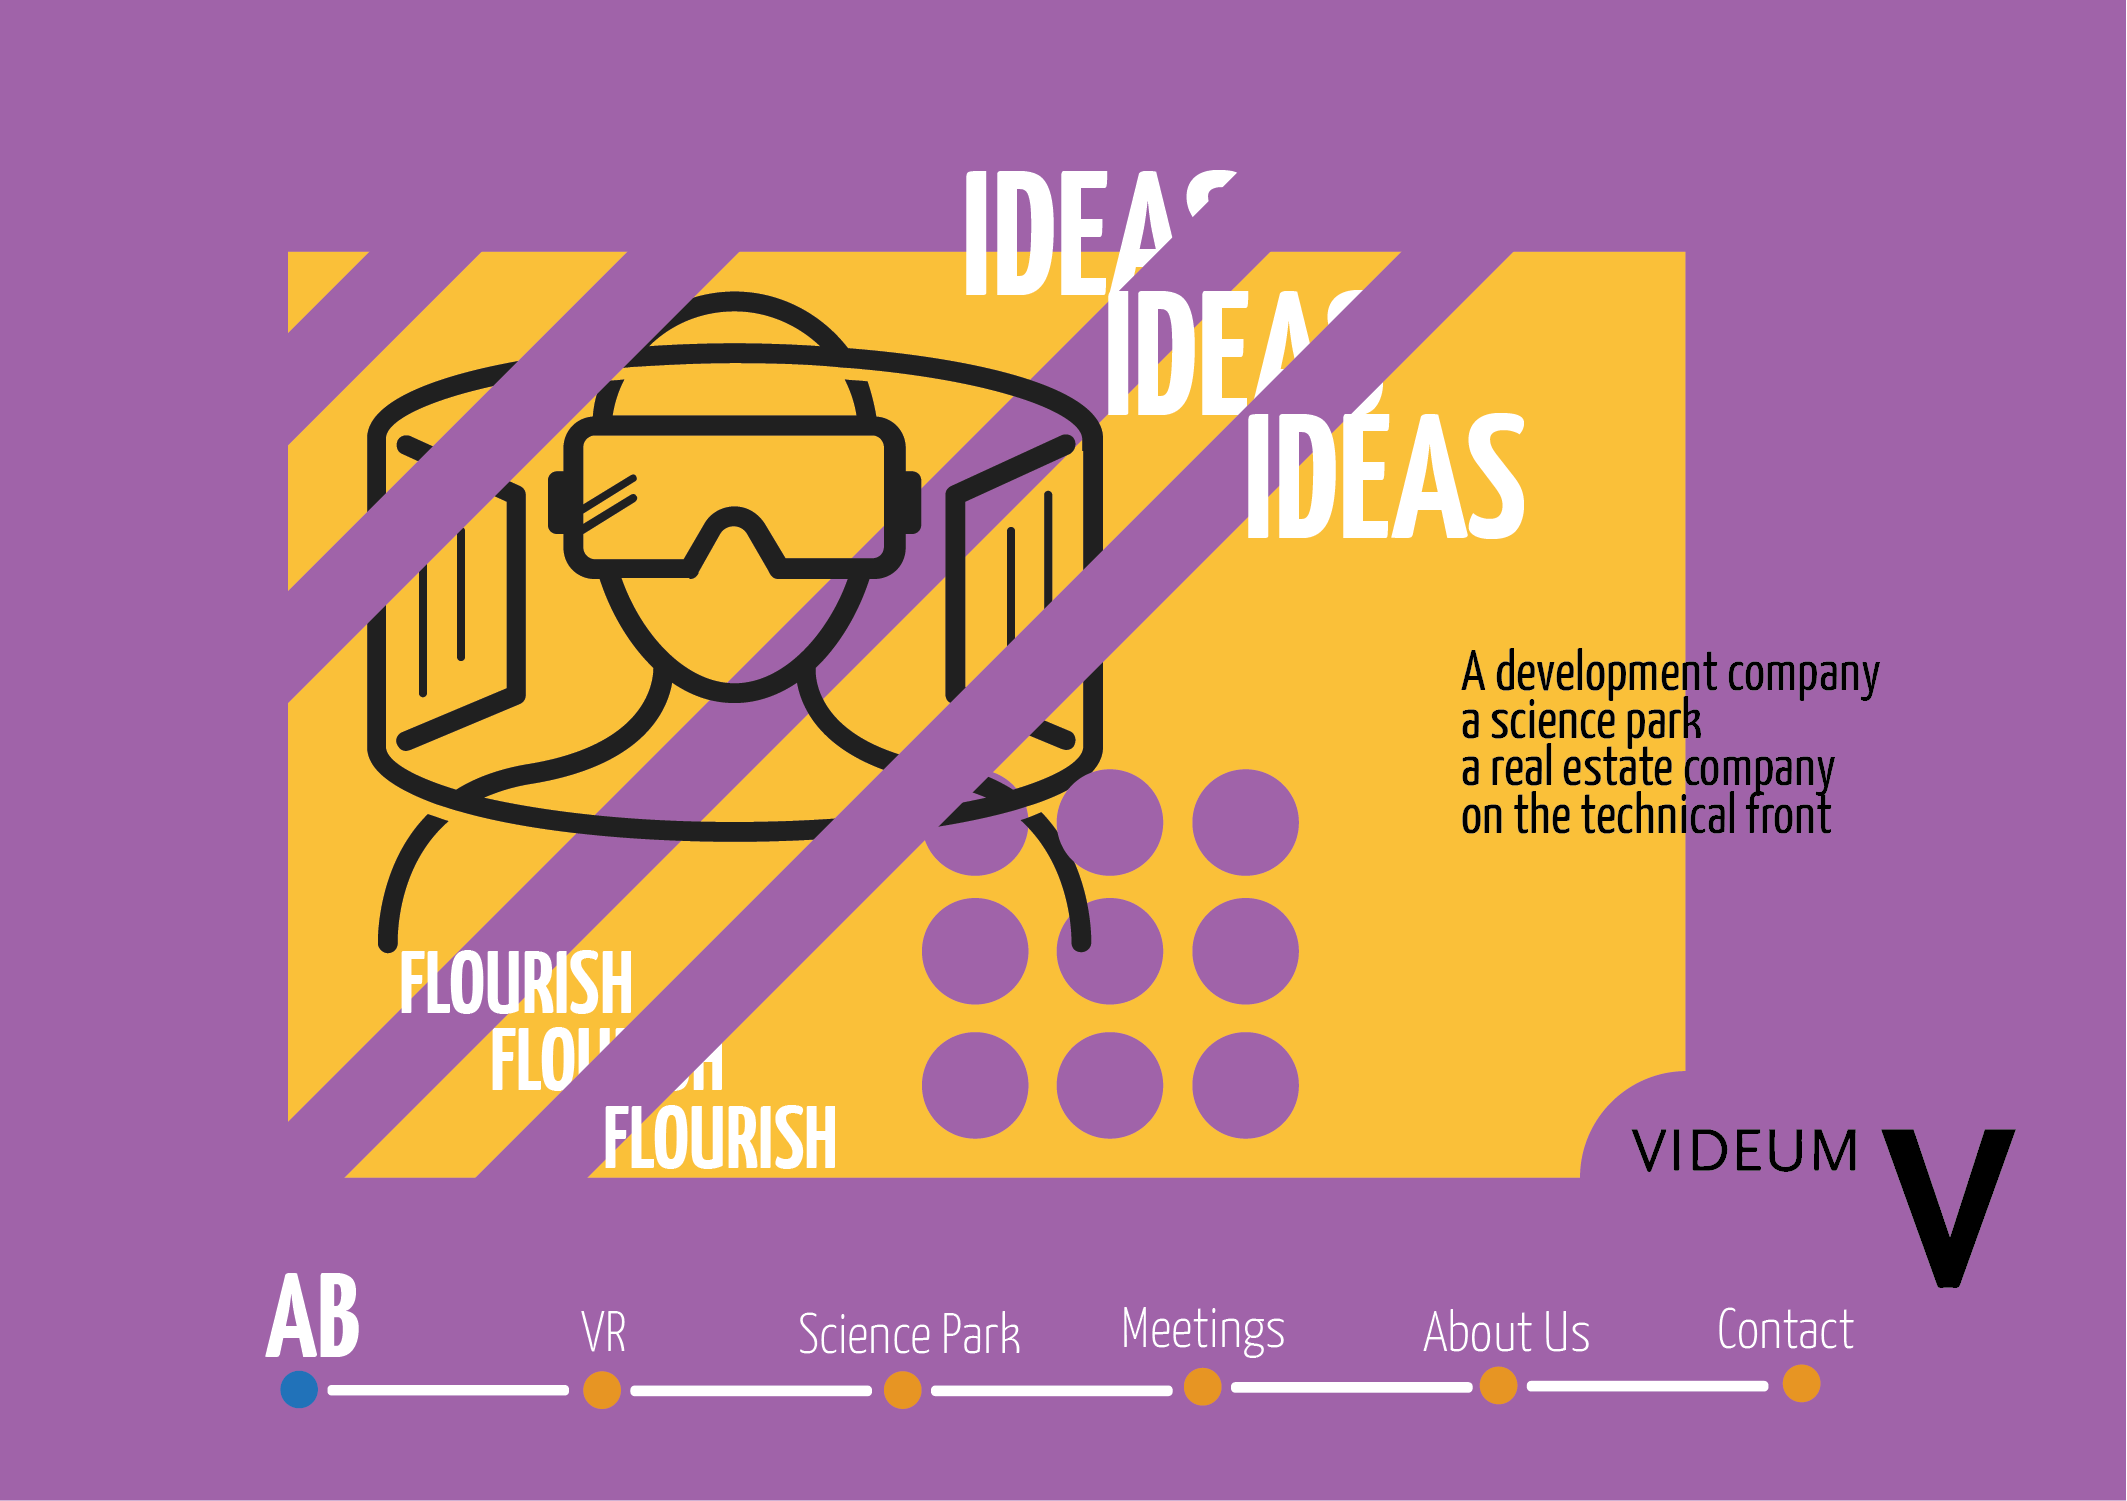 IDEAS
IDEAS
IDEAS
A development company
a science park
a real estate company
on the technical front
FLOURISH
FLOURISH
FLOURISH
VIDEUM V
AB
VR
Science Park
Meetings
About Us
Contact